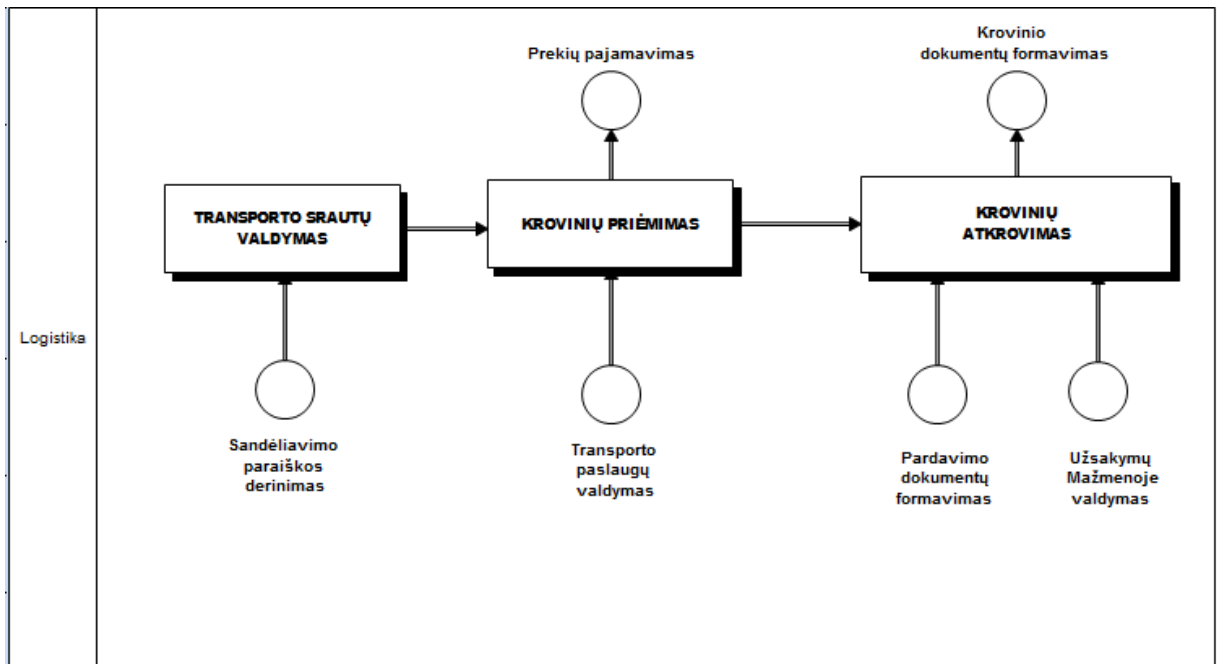 Prekių pajamavimas
Krovinio
dokumentų formavimas
TRANSPORTO SRAUTŲ
VALDYMAS
KROVINIŲ PRIĖMIMAS
KROVINIŲ
ATKROVIMAS
Logistika
Sandėliavimo
paraiškos
derinimas
Transporto
paslaugų
valdymas
Pardavimo
dokumentų
formavimas
Užsakymų
Mažmenoje
valdymas